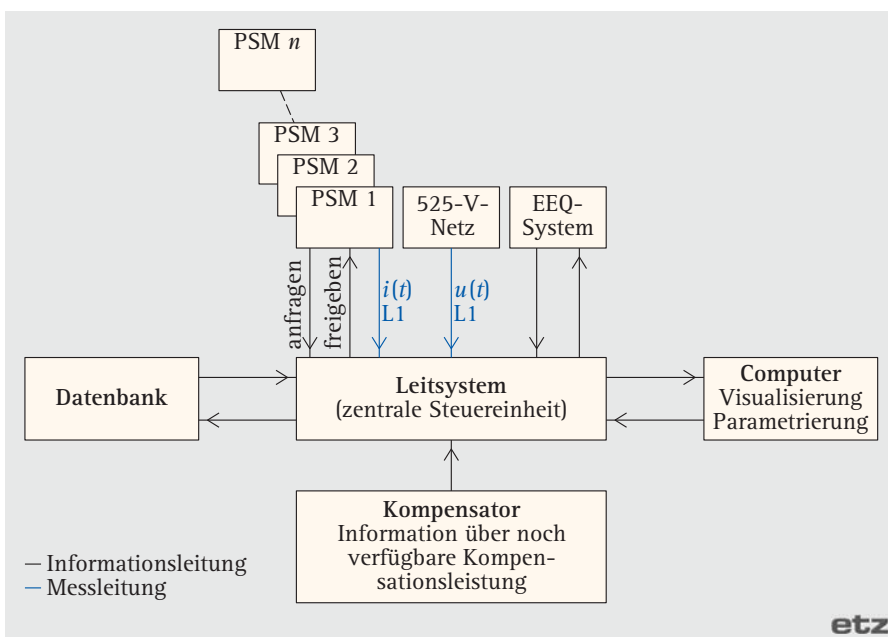 PSM n
PSM 3
PSM 2
PSM 1
525-V-
Netz
EEQ-
System
anfragen
freigeben
i(t)
L1
u(t)
L1
Datenbank
Leitsystem
(zentrale Steuereinheit)
Computer
Visualisierung
Parametrierung
Kompensator
Information über noch
verfügbare Kompen-
sationsleistung
Informationsleitung
Messleitung
etz